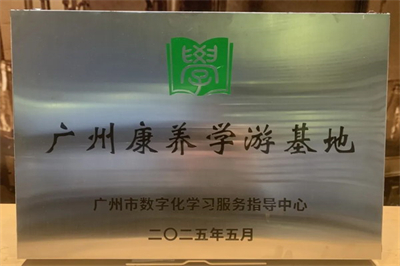 學
广州康养学游基地
广州市数字化学习服务指导中心
二〇二五年五月